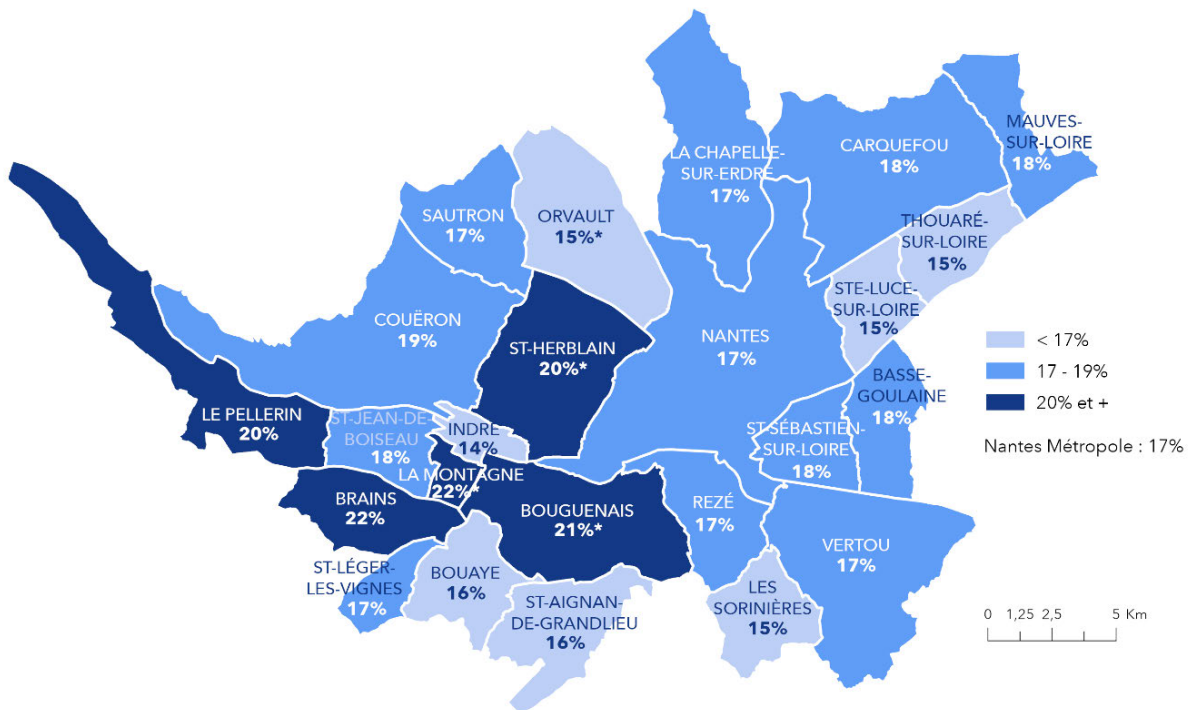 MAUVES-
SUR-LOIRE
18%
CARQUEFOU
18%
LA CHAPELLE-
SUR-ERDRE
17%
SAUTRON
17%
ORVAULT
15%*
THOUARÉ-
SUR-LOIRE
15%
STE-LUCE-
SUR-LOIRE
15%
COUËRON
19%
ST-HERBLAIN
20%*
NANTES
17%
BASSE-
GOULAINE
18%
LE PELLERIN
20%
ST-JEAN-DE-
BOISEAU
18%
INDRE
14%
ST-SÉBASTIEN-
SUR-LOIRE
18%
LA MONTAGNE
22%*
BRAINS
22%
BOUGUENAIS
21%*
REZÉ
17%
VERTOU
17%
ST-LÉGER-
LES-VIGNES
17%
BOUAYE
16%
ST-AIGNAN-
DE-GRANDLIEU
16%
LES
SORINIÈRES
15%
< 17%
17 - 19%
20% et +
Nantes Métropole : 17%
0 1,25 2,5 5 Km